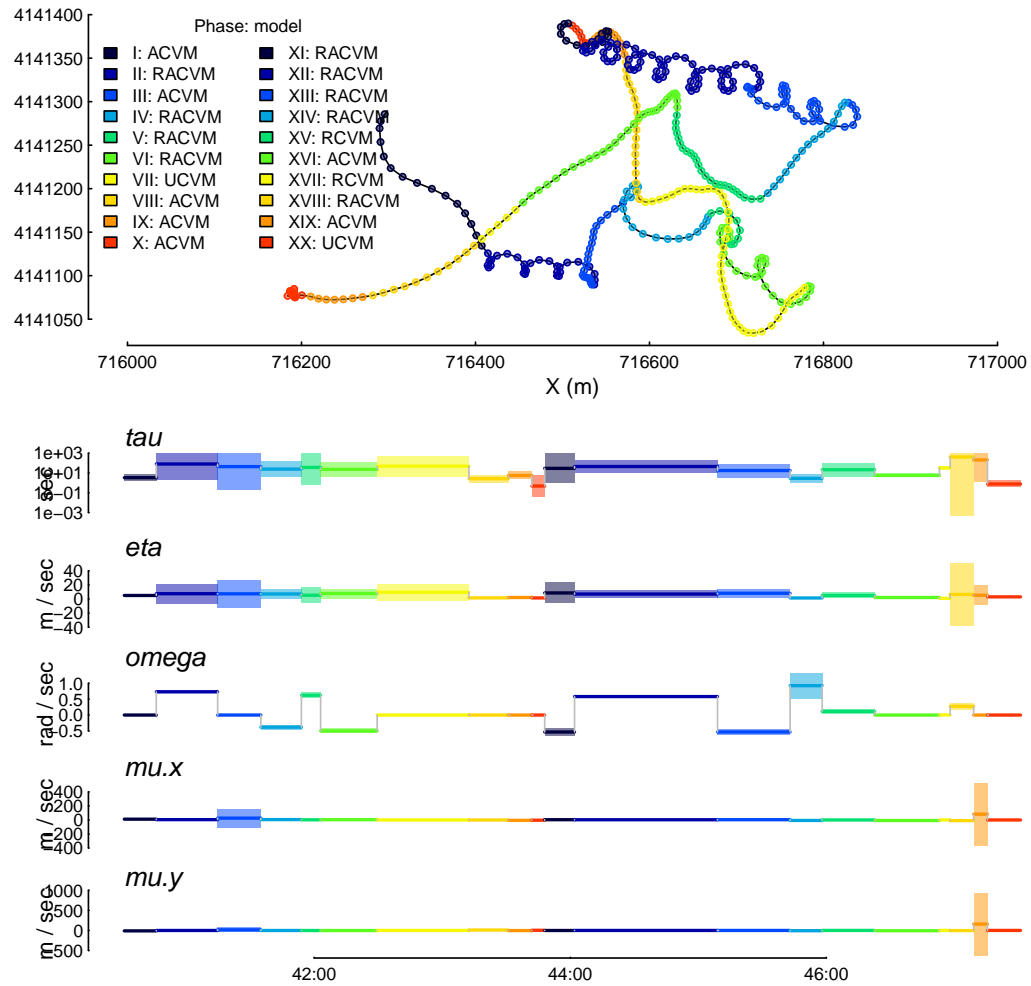 4141400
4141350
4141300
4141250
4141200
4141150
4141100
4141050
Phase: model
I: ACVM XI: RACVM
II: RACVM XII: RACVM
III: ACVM XIII: RACVM
IV: RACVM XIV: RACVM
V: RACVM XV: RCVM
VI: RACVM XVI: ACVM
VII: UCVM XVII: RCVM
VIII: ACVM XVIII: RACVM
IX: ACVM XIX: ACVM
X: ACVM XX: UCVM
716000 716200 716400 716600 716800 717000
X (m)
tau
sec
1e+03
1e+01
1e−01
1e−03
eta
m / sec
40
20
0
−20
−40
omega
rad / sec
1.0
0.5
0.0
−0.5
mu.x
m / sec
400
200
0
−200
−400
mu.y
m / sec
1000
500
0
−500
42:00 44:00 46:00